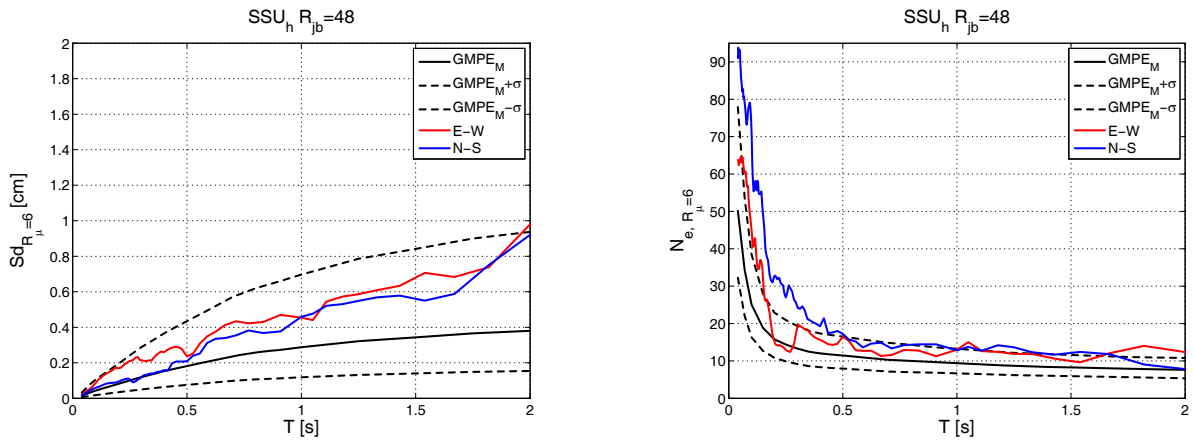 SSU_h R_jb=48
2
1.8
1.6
1.4
1.2
1
0.8
0.6
0.4
0.2
0
0 0.5 1 1.5 2
Sd_{R_μ=6} [cm]
T [s]
GMPE_M
GMPE_M+σ
GMPE_M−σ
E−W
N−S
SSU_h R_jb=48
90
80
70
60
50
40
30
20
10
0
0 0.5 1 1.5 2
N_{e, R_μ=6}
T [s]
GMPE_M
GMPE_M+σ
GMPE_M−σ
E−W
N−S